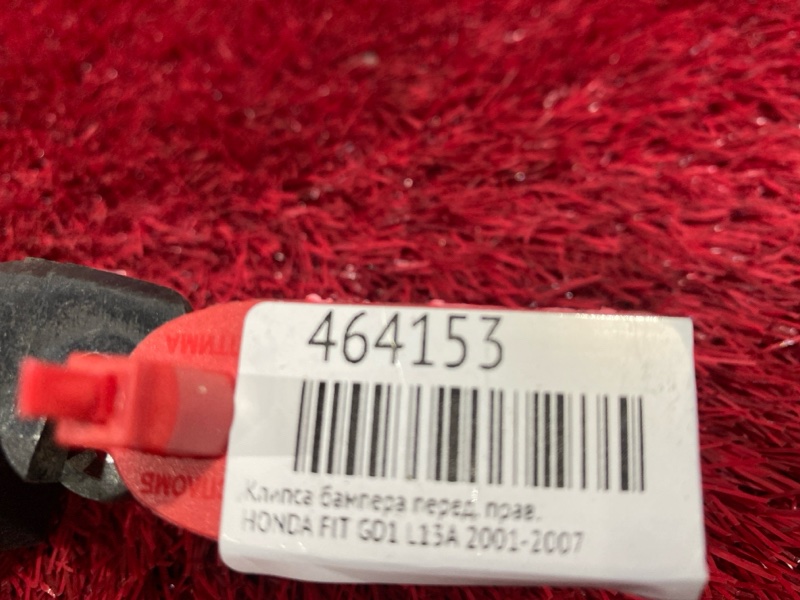 464153
Клипса бампера перед. прав.
HONDA FIT GD1 L13A 2001-2007